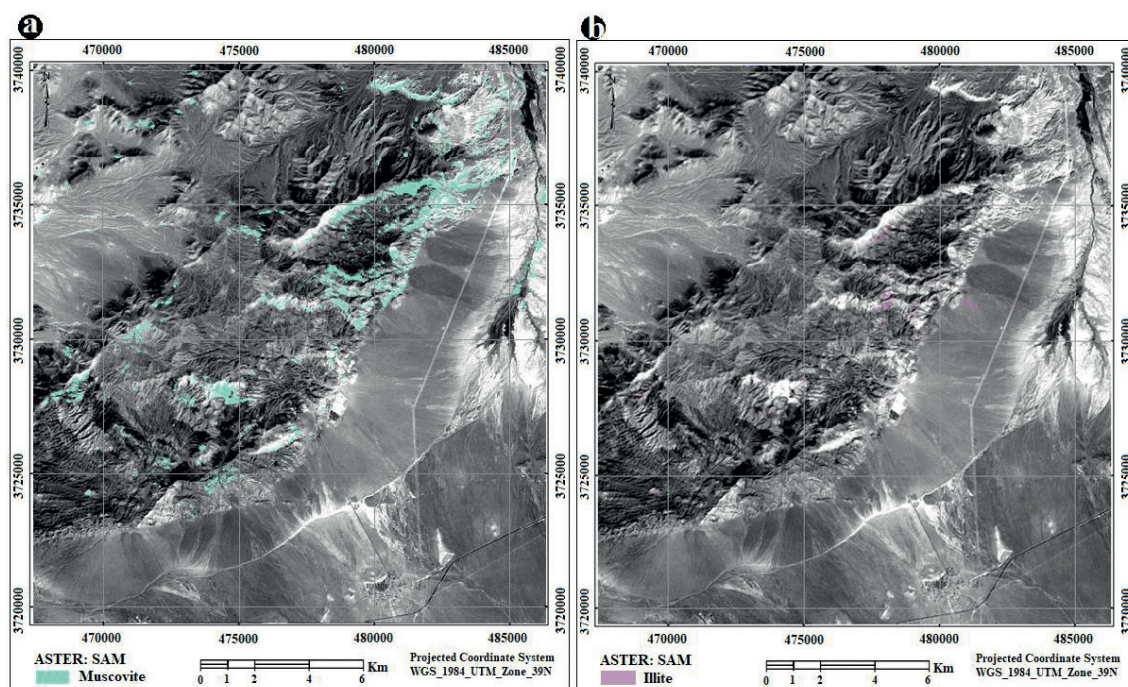 a
470000 475000 480000 485000
3740000 3740000
3735000 3735000
3730000 3730000
3725000 3725000
3720000 3720000
470000 475000 480000 485000
ASTER: SAM
Muscovite
0 1 2 4 6
Km
Projected Coordinate System
WGS_1984_UTM_Zone_39N
b
470000 475000 480000 485000
3740000 3740000
3735000 3735000
3730000 3730000
3725000 3725000
3720000 3720000
470000 475000 480000 485000
ASTER: SAM
Illite
0 1 2 4 6
Km
Projected Coordinate System
WGS_1984_UTM_Zone_39N